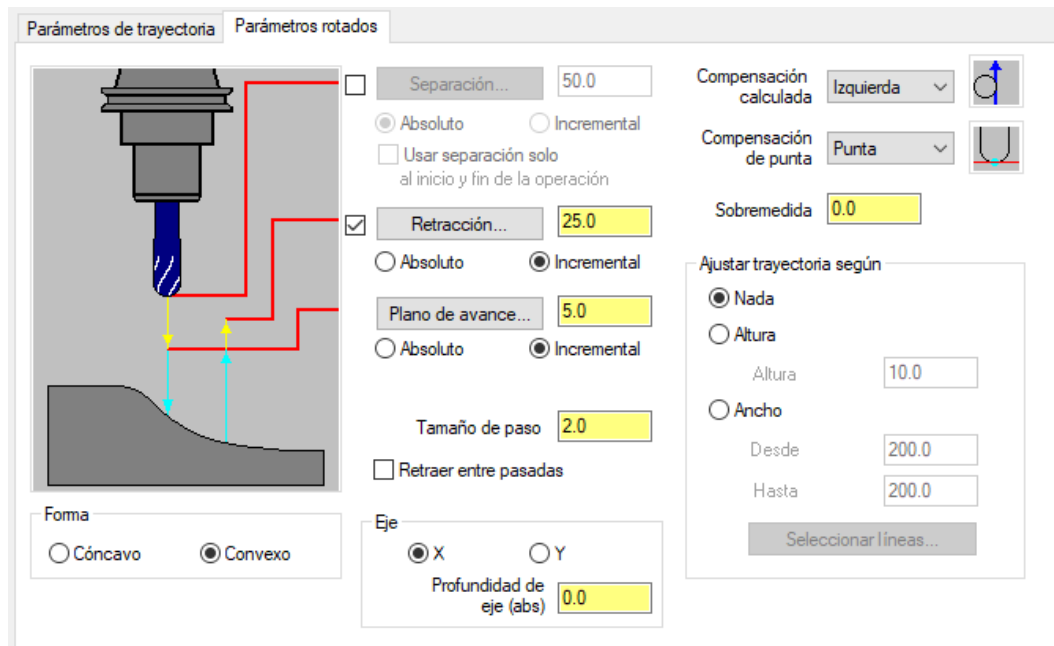 Parámetros de trayectoria
Parámetros rotados
Separación...
50.0
Absoluto
Incremental
Usar separación solo
al inicio y fin de la operación
Retracción...
25.0
Absoluto
Incremental
Plano de avance...
5.0
Absoluto
Incremental
Tamaño de paso
2.0
Retraer entre pasadas
Forma
Cóncavo
Convexo
Eje
X
Y
Profundidad de
eje (abs)
0.0
Compensación
calculada
Izquierda
Compensación
de punta
Punta
Sobremedida
0.0
Ajustar trayectoria según
Nada
Altura
Altura
10.0
Ancho
Desde
200.0
Hasta
200.0
Seleccionar líneas...